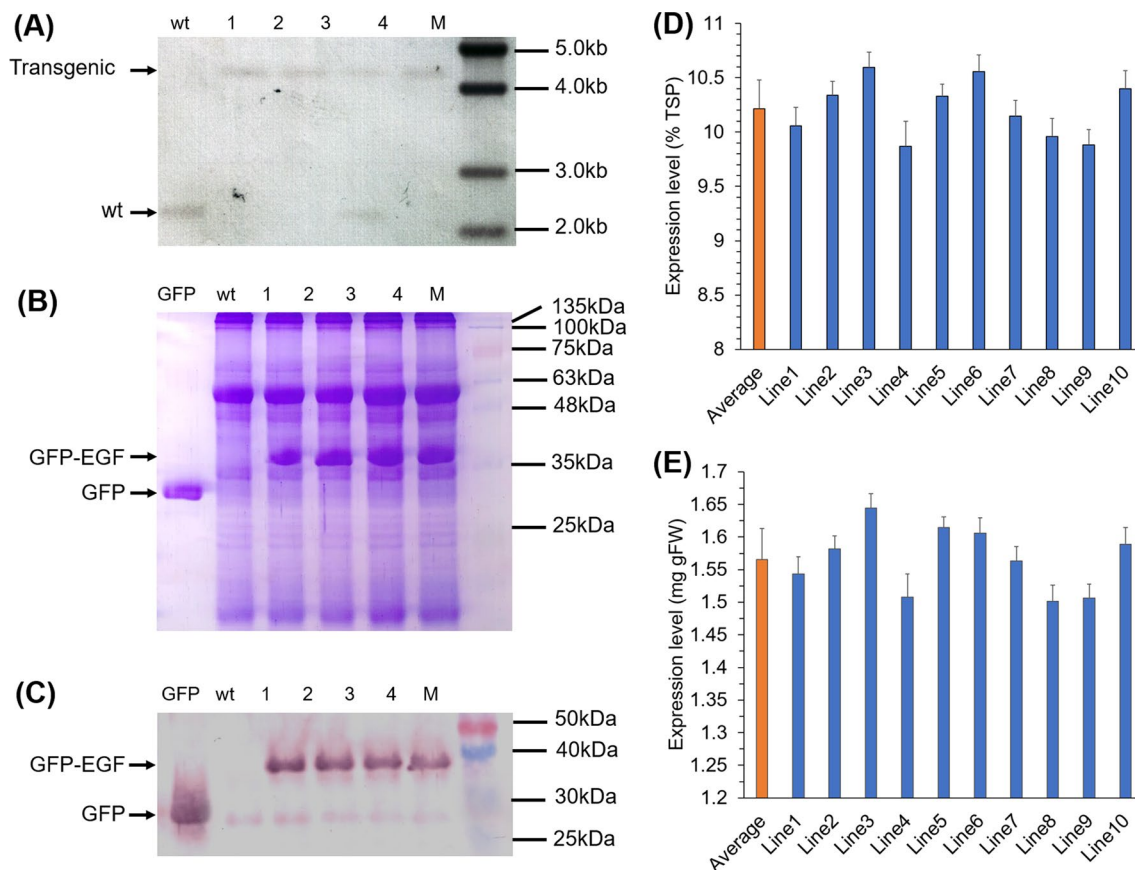 (A)
wt 1 2 3 4 M
Transgenic
wt
5.0kb
4.0kb
3.0kb
2.0kb
(B)
GFP wt 1 2 3 4 M
GFP-EGF
GFP
135kDa
100kDa
75kDa
63kDa
48kDa
35kDa
25kDa
(C)
GFP wt 1 2 3 4 M
GFP-EGF
GFP
50kDa
40kDa
30kDa
25kDa
(D)
Expression level (% TSP)
11
10.5
10
9.5
9
8.5
8
Average Line1 Line2 Line3 Line4 Line5 Line6 Line7 Line8 Line9 Line10
(E)
Expression level (mg gFW)
1.7
1.65
1.6
1.55
1.5
1.45
1.4
1.35
1.3
1.25
1.2
Average Line1 Line2 Line3 Line4 Line5 Line6 Line7 Line8 Line9 Line10